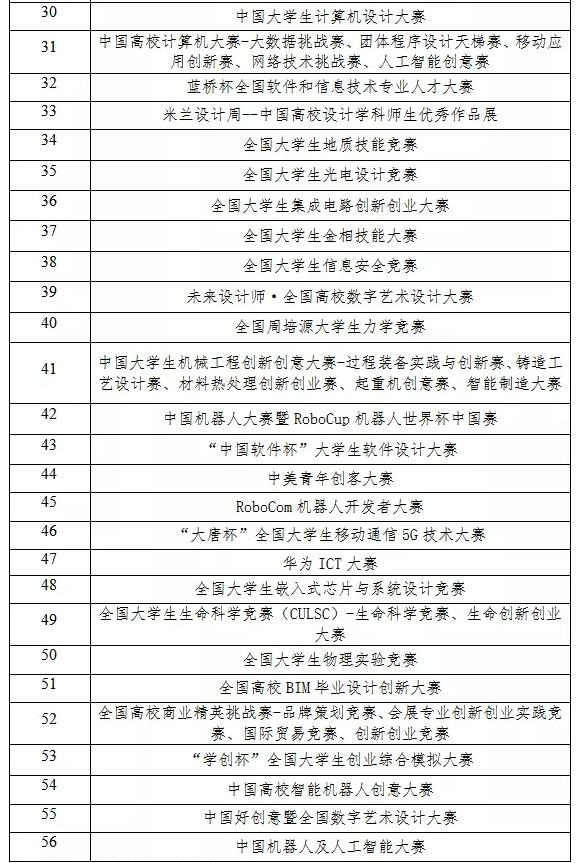 30 中国大学生计算机设计大赛
31 中国高校计算机大赛-大数据挑战赛、团体程序设计天梯赛、移动应
用创新赛、网络技术挑战赛、人工智能创意赛
32 蓝桥杯全国软件和信息技术专业人才大赛
33 米兰设计周--中国高校设计学科师生优秀作品展
34 全国大学生地质技能竞赛
35 全国大学生光电设计竞赛
36 全国大学生集成电路创新创业大赛
37 全国大学生金相技能大赛
38 全国大学生信息安全竞赛
39 未来设计师·全国高校数字艺术设计大赛
40 全国周培源大学生力学竞赛
41 中国大学生机械工程创新创意大赛-过程装备实践与创新赛、铸造工
艺设计赛、材料热处理创新创业赛、起重机创意赛、智能制造大赛
42 中国机器人大赛暨RoboCup机器人世界杯中国赛
43 “中国软件杯”大学生软件设计大赛
44 中美青年创客大赛
45 RoboCom机器人开发者大赛
46 “大唐杯”全国大学生移动通信5G技术大赛
47 华为ICT大赛
48 全国大学生嵌入式芯片与系统设计竞赛
49 全国大学生生命科学竞赛（CULSC）-生命科学竞赛、生命创新创业
大赛
50 全国大学生物理实验竞赛
51 全国高校BIM毕业设计创新大赛
52 全国高校商业精英挑战赛-品牌策划竞赛、会展专业创新创业实践竞
赛、国际贸易竞赛、创新创业竞赛
53 “学创杯”全国大学生创业综合模拟大赛
54 中国高校智能机器人创意大赛
55 中国好创意暨全国数字艺术设计大赛
56 中国机器人及人工智能大赛